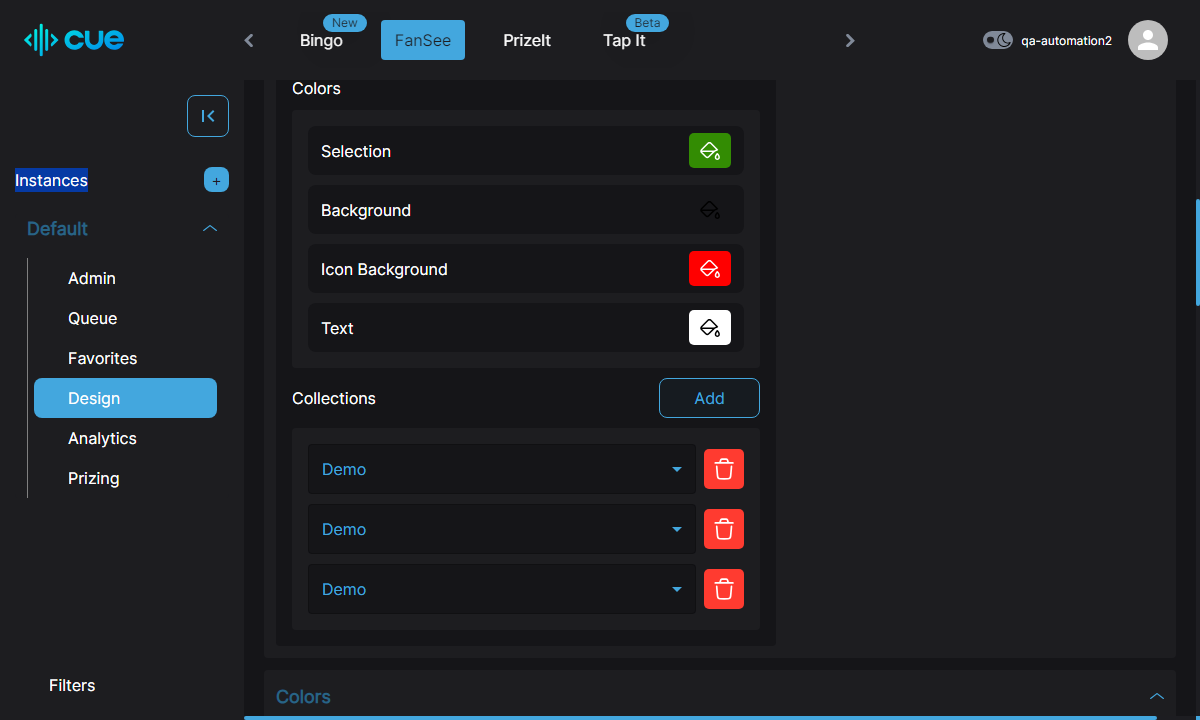 cue
New
Bingo
FanSee
PrizeIt
Beta
Tap It
qa-automation2
Instances
+
Default
Admin
Queue
Favorites
Design
Analytics
Prizing
Filters
Colors
Selection
Background
Icon Background
Text
Collections
Add
Demo
Demo
Demo
Colors